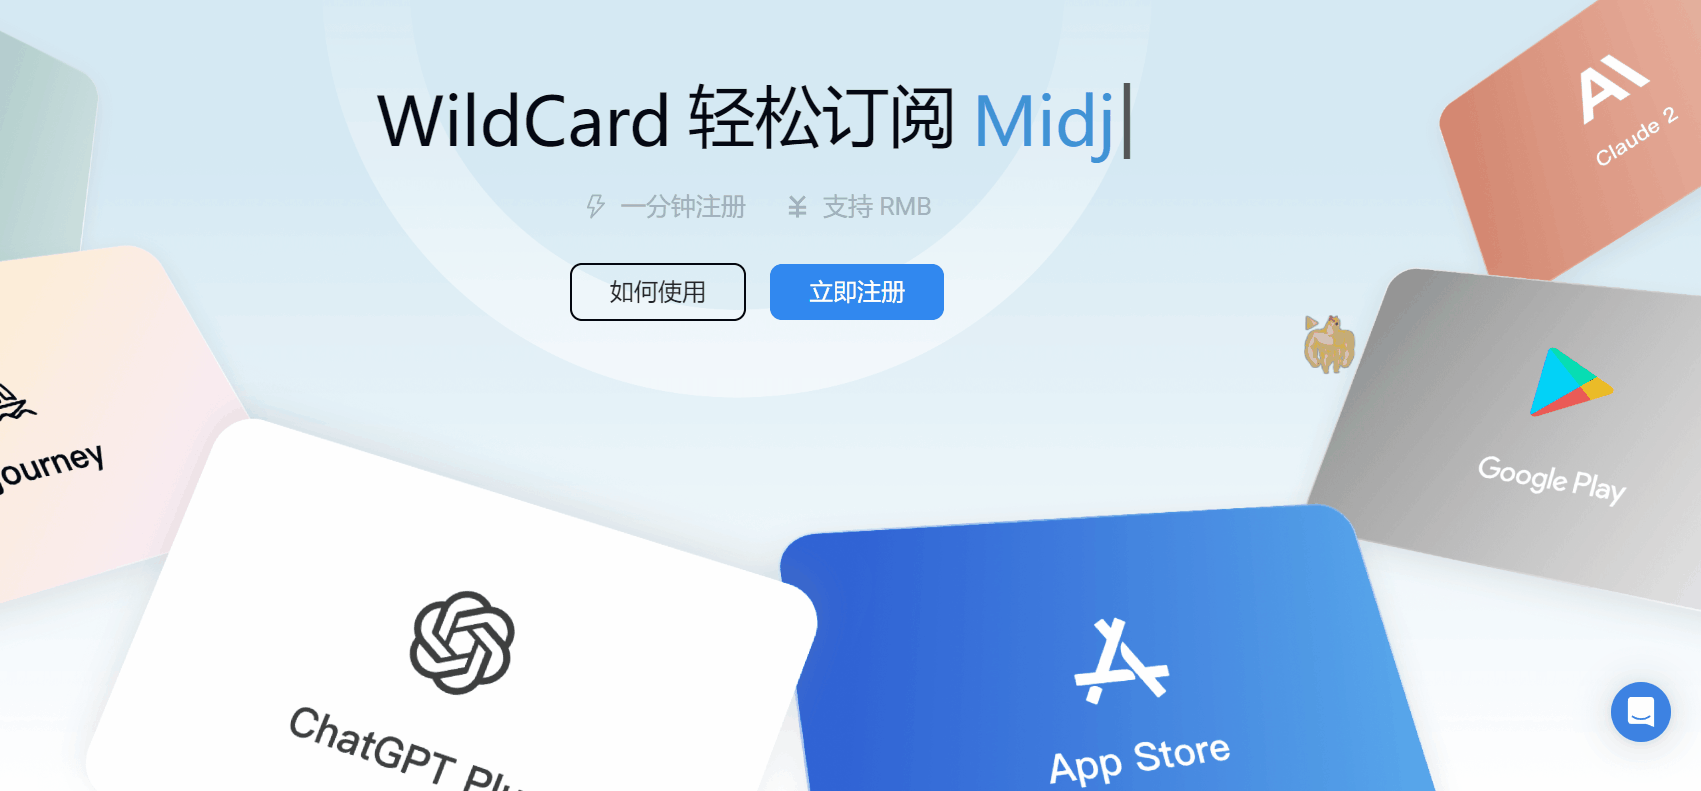 WildCard 轻松订阅 Midj
一分钟注册 支持 RMB
如何使用 立即注册
Claude 2
Google Play
ourney
ChatGPT Plu
App Store